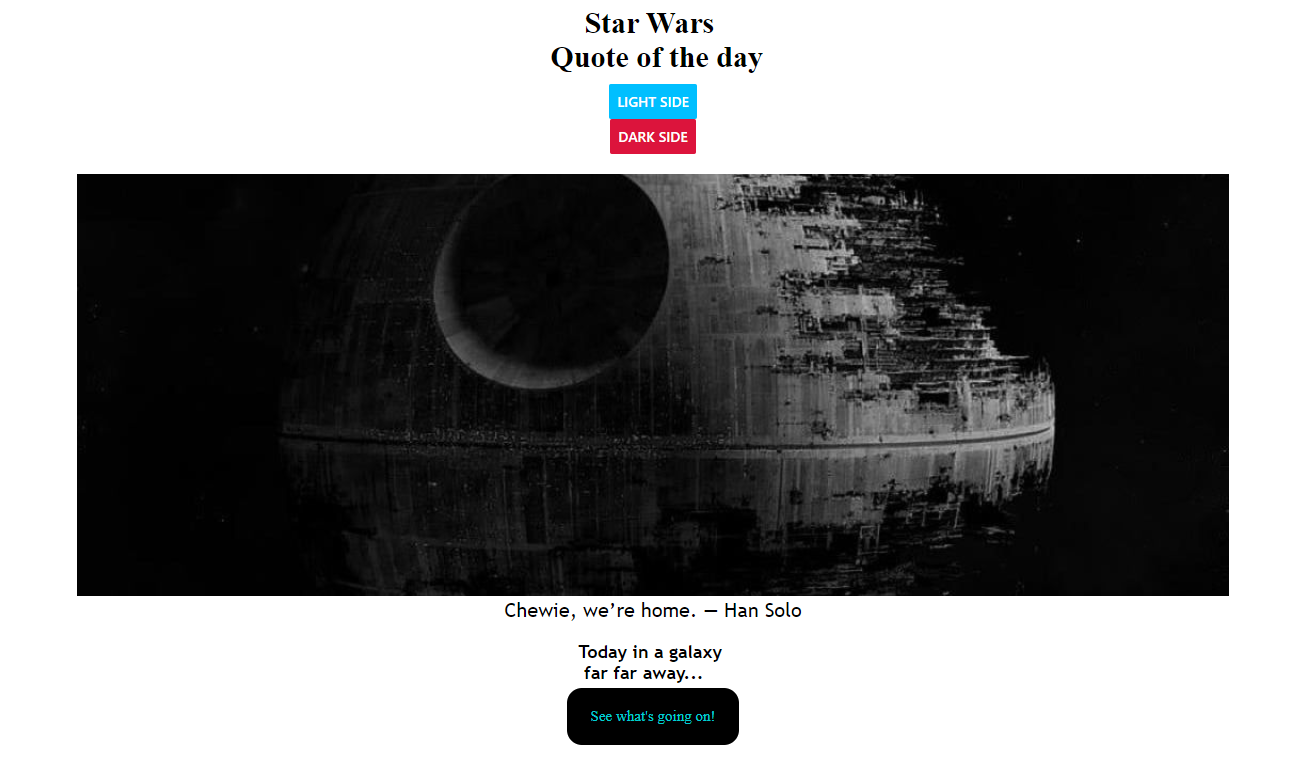 Star Wars
Quote of the day
LIGHT SIDE
DARK SIDE
Chewie, we’re home. — Han Solo
Today in a galaxy
far far away...
See what's going on!